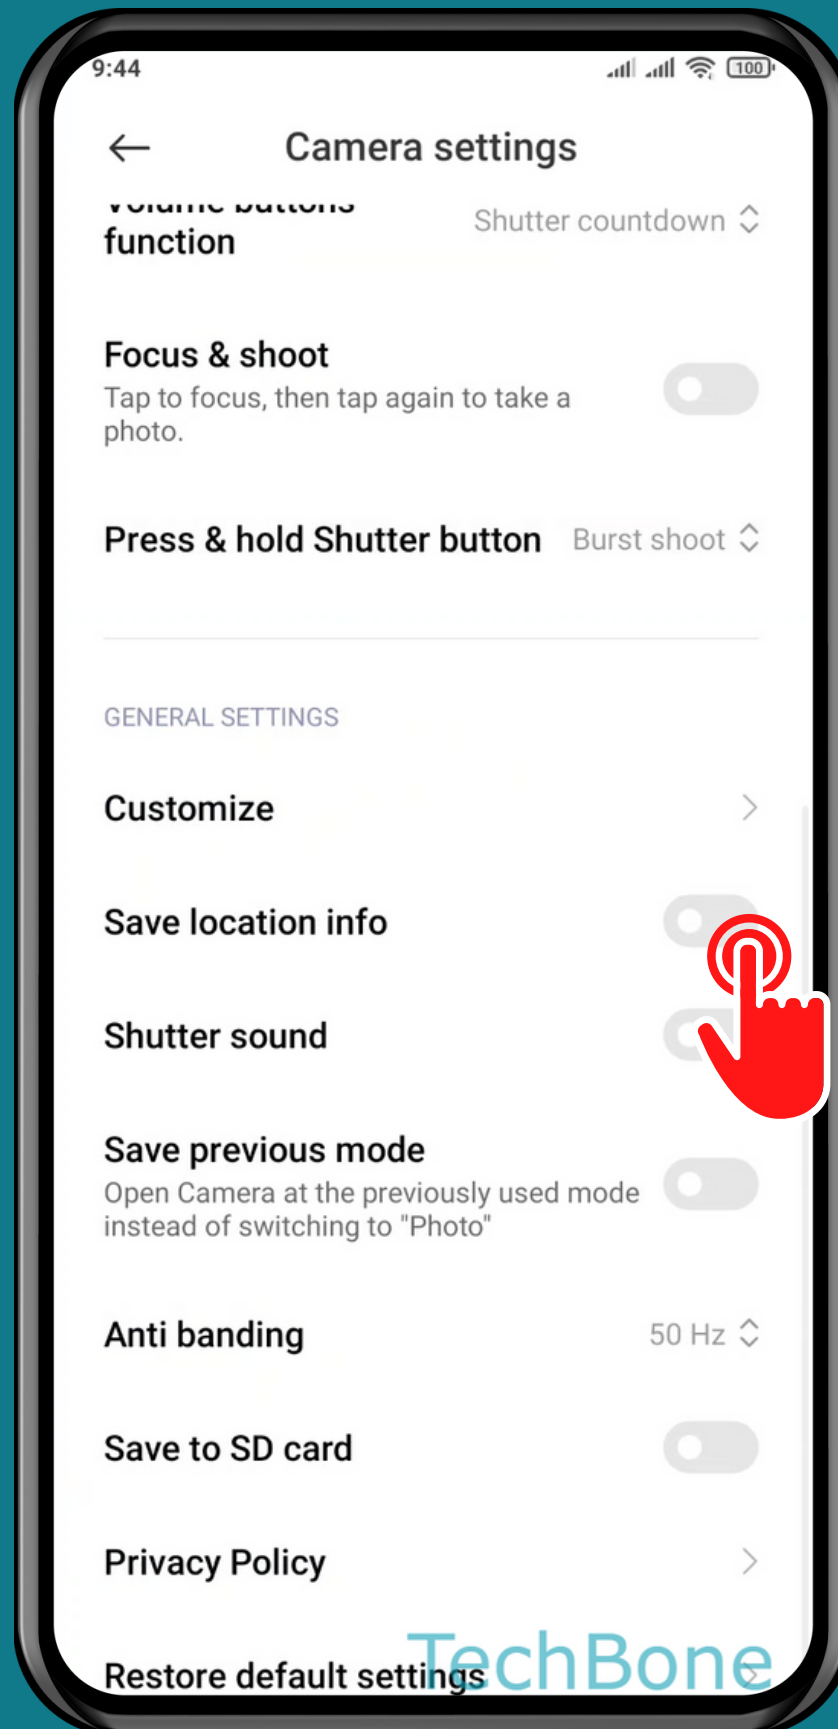 9:44
100
Camera settings
Volume buttons
function
Shutter countdown
Focus & shoot
Tap to focus, then tap again to take a
photo.
Press & hold Shutter button
Burst shoot
GENERAL SETTINGS
Customize
Save location info
Shutter sound
Save previous mode
Open Camera at the previously used mode
instead of switching to "Photo"
Anti banding
50 Hz
Save to SD card
Privacy Policy
Restore default settings
TechBone